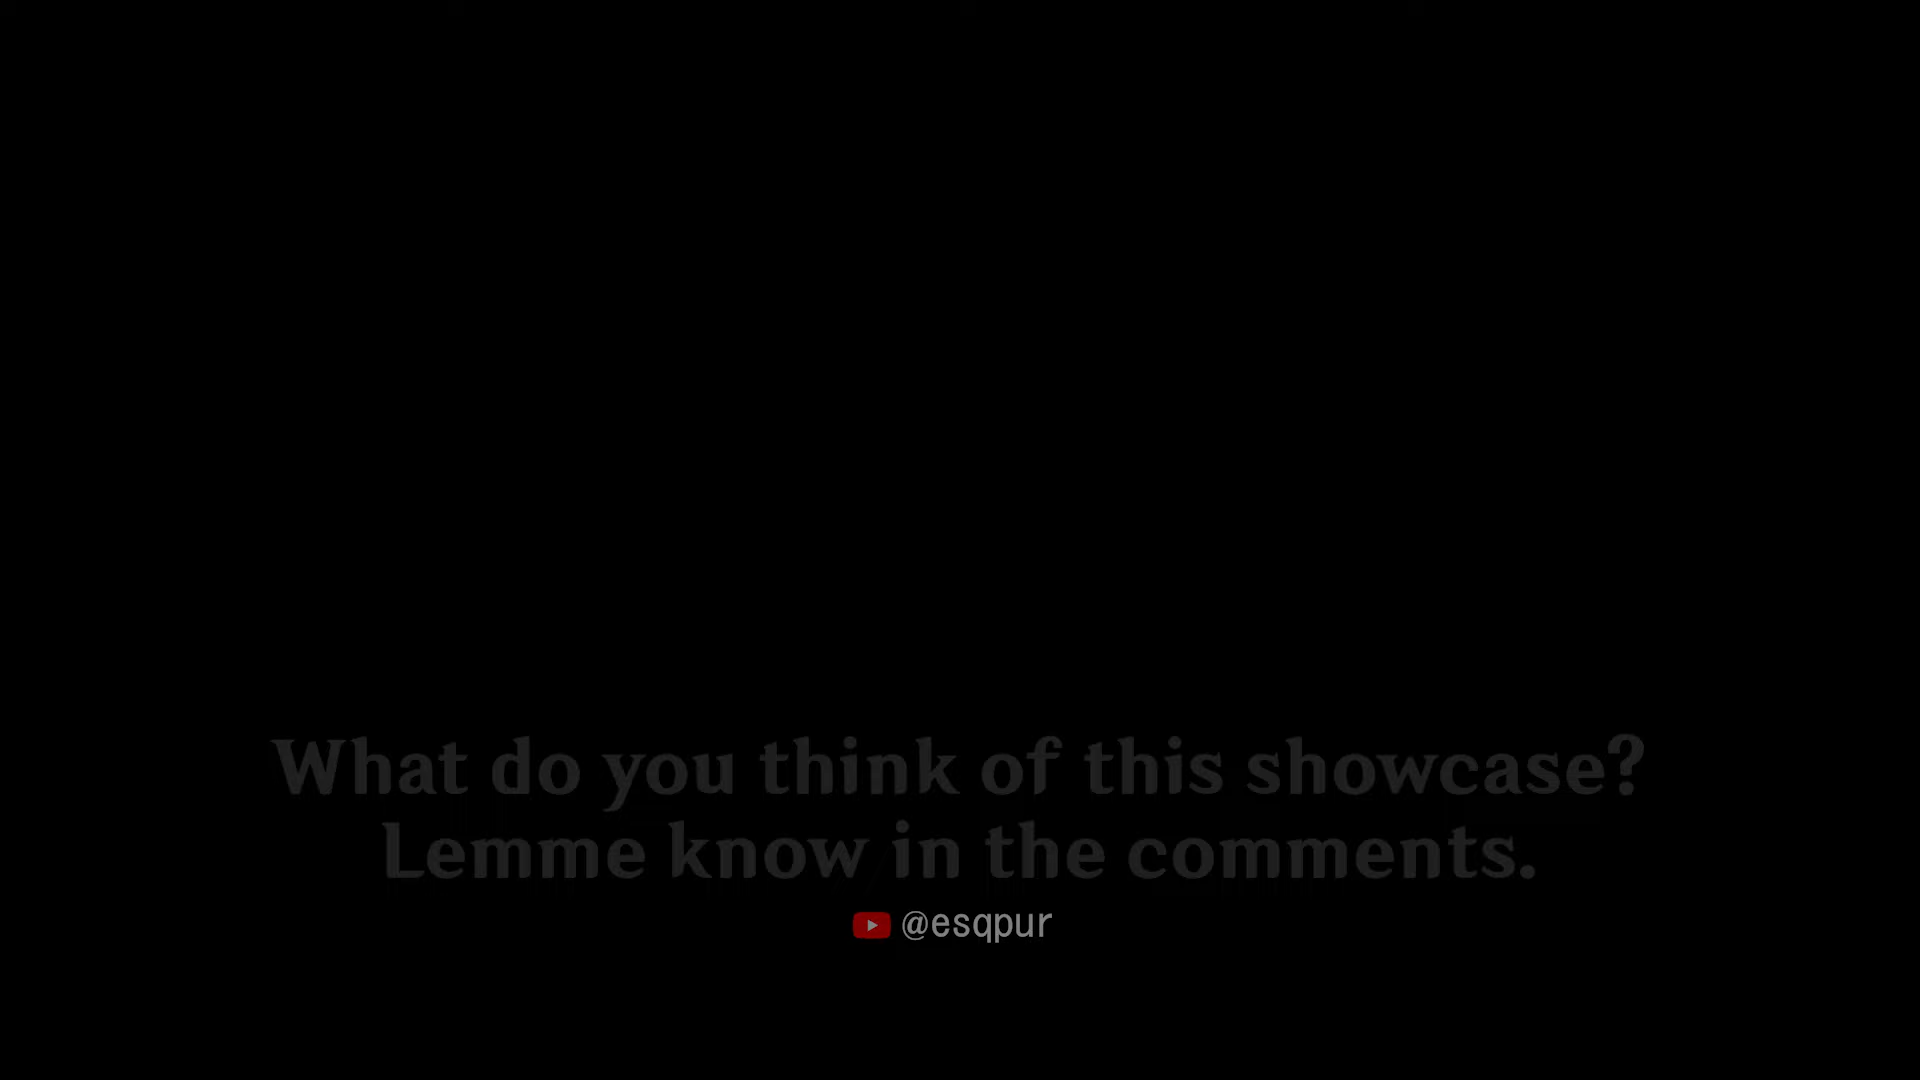 What do you think of this showcase?
Lemme know in the comments.
@esqpur